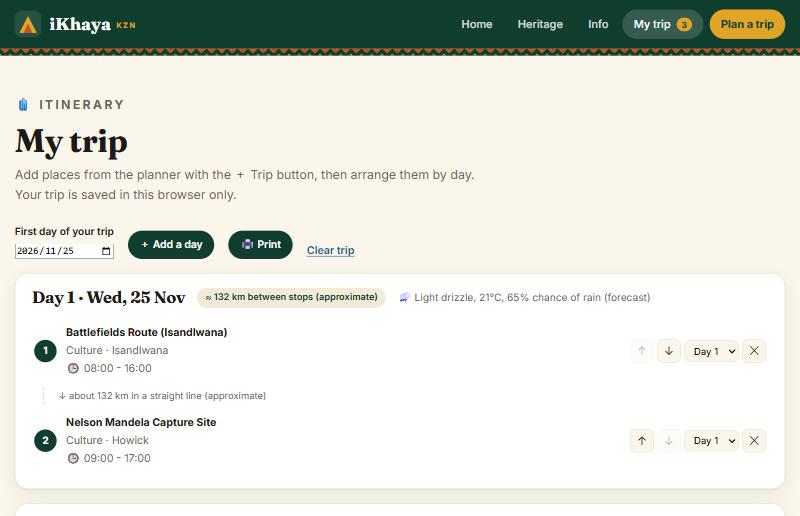 iKhaya KZN
Home Heritage Info My trip 3 Plan a trip
ITINERARY
My trip
Add places from the planner with the + Trip button, then arrange them by day.
Your trip is saved in this browser only.
First day of your trip
2026/11/25
+ Add a day
Print
Clear trip
Day 1 · Wed, 25 Nov ≈ 132 km between stops (approximate) Light drizzle, 21°C, 65% chance of rain (forecast)
Battlefields Route (Isandlwana)
1 Culture · Isandlwana ↑ ↓ Day 1 ×
08:00 - 16:00
↓ about 132 km in a straight line (approximate)
Nelson Mandela Capture Site
2 Culture · Howick ↑ ↓ Day 1 ×
09:00 - 17:00